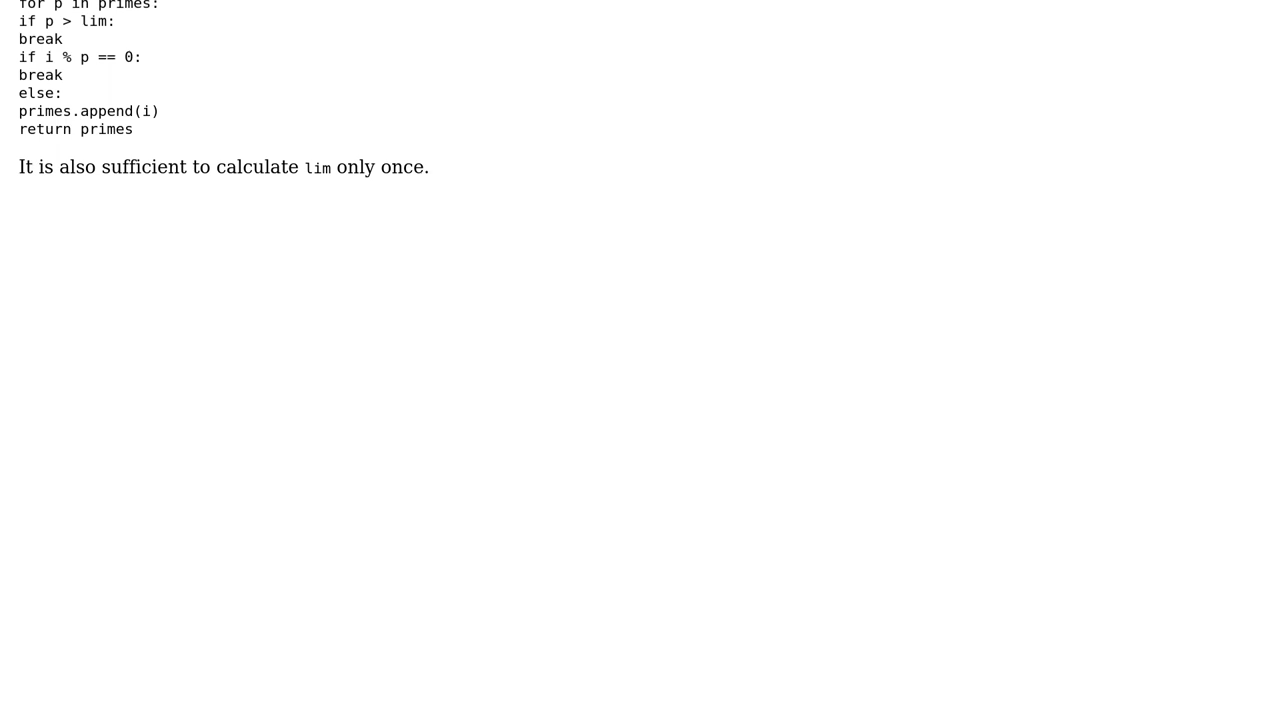 for p in primes:
if p > lim:
break
if i % p == 0:
break
else:
primes.append(i)
return primes
It is also sufficient to calculate lim only once.